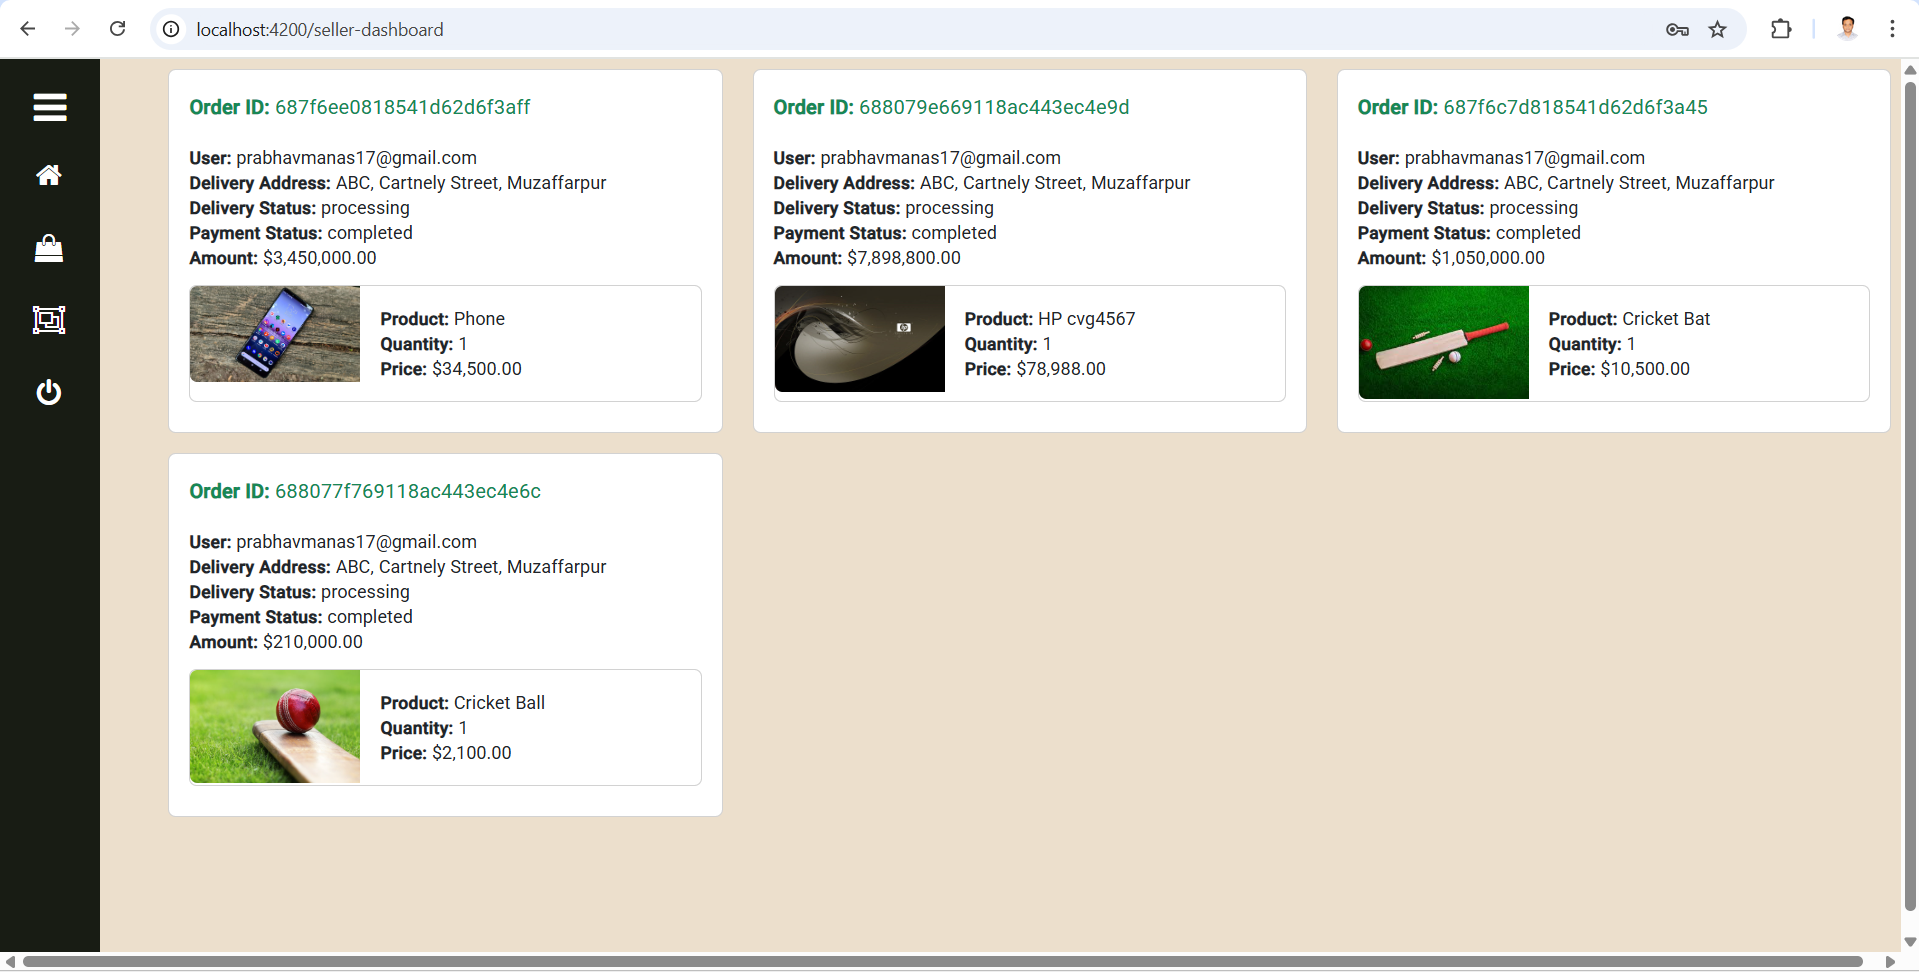 localhost:4200/seller-dashboard
Order ID: 687f6ee0818541d62d6f3aff
User: prabhavmanas17@gmail.com
Delivery Address: ABC, Cartnely Street, Muzaffarpur
Delivery Status: processing
Payment Status: completed
Amount: $3,450,000.00
Product: Phone
Quantity: 1
Price: $34,500.00
Order ID: 688079e669118ac443ec4e9d
User: prabhavmanas17@gmail.com
Delivery Address: ABC, Cartnely Street, Muzaffarpur
Delivery Status: processing
Payment Status: completed
Amount: $7,898,800.00
hp
Product: HP cvg4567
Quantity: 1
Price: $78,988.00
Order ID: 687f6c7d818541d62d6f3a45
User: prabhavmanas17@gmail.com
Delivery Address: ABC, Cartnely Street, Muzaffarpur
Delivery Status: processing
Payment Status: completed
Amount: $1,050,000.00
Product: Cricket Bat
Quantity: 1
Price: $10,500.00
Order ID: 688077f769118ac443ec4e6c
User: prabhavmanas17@gmail.com
Delivery Address: ABC, Cartnely Street, Muzaffarpur
Delivery Status: processing
Payment Status: completed
Amount: $210,000.00
Product: Cricket Ball
Quantity: 1
Price: $2,100.00